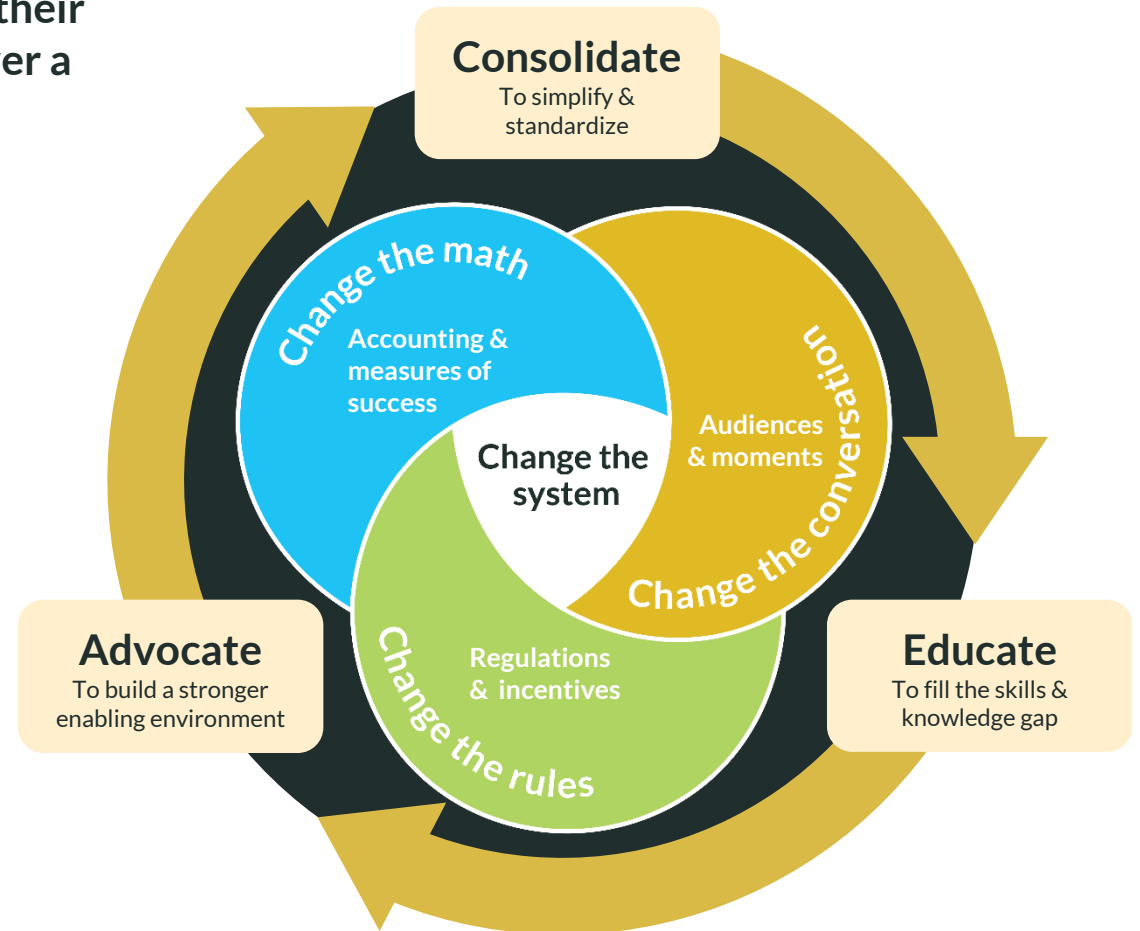 their
er a
Consolidate
To simplify &
standardize
Change the math
Accounting &
measures of
success
Change the conversation
Audiences
& moments
Change the
system
Change the rules
Regulations
& incentives
Advocate
To build a stronger
enabling environment
Educate
To fill the skills &
knowledge gap